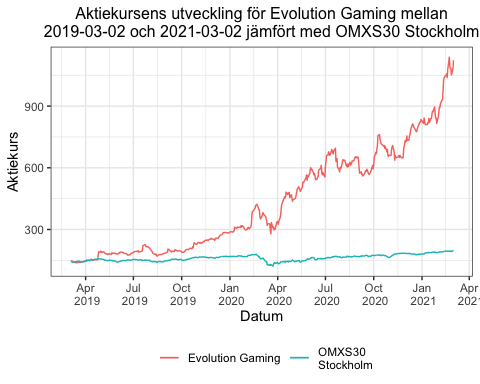 Aktiekursens utveckling för Evolution Gaming mellan
2019-03-02 och 2021-03-02 jämfört med OMXS30 Stockholm
Aktiekurs
900
600
300
Apr
2019
Jul
2019
Oct
2019
Jan
2020
Apr
2020
Jul
2020
Oct
2020
Jan
2021
Apr
2021
Datum
Evolution Gaming
OMXS30
Stockholm